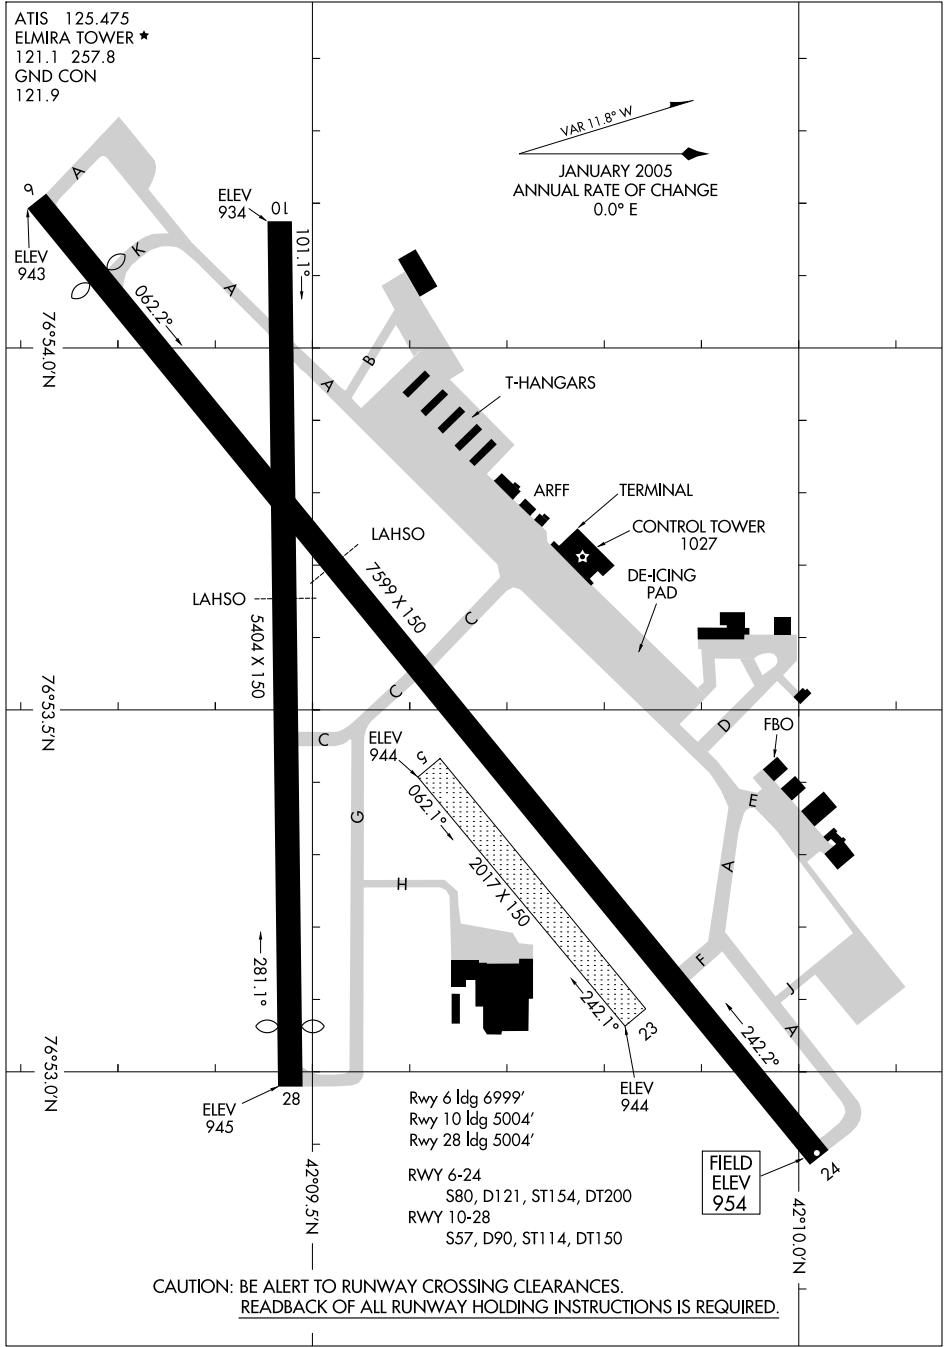 ATIS 125.475
ELMIRA TOWER ★
121.1 257.8
GND CON
121.9
VAR 11.8° W
JANUARY 2005
ANNUAL RATE OF CHANGE
0.0° E
A
6
ELEV
943
K
ELEV
934
10
101.1°
A
062.2°
76°54.0'N
A
B
T-HANGARS
ARFF
TERMINAL
CONTROL TOWER
1027
LAHSO
LAHSO
DE-ICING
PAD
7599 X 150
5404 X 150
C
C
76°53.5'N
C
D
FBO
ELEV
944
5
062.1°
E
G
2017 X 150
A
H
F
281.1°
J
242.1°
23
A
242.2°
76°53.0'N
ELEV
944
ELEV
945
28
Rwy 6 ldg 6999'
Rwy 10 ldg 5004'
Rwy 28 ldg 5004'
RWY 6-24
S80, D121, ST154, DT200
RWY 10-28
S57, D90, ST114, DT150
FIELD
ELEV
954
24
42°09.5'N
42°10.0'N
CAUTION: BE ALERT TO RUNWAY CROSSING CLEARANCES.
READBACK OF ALL RUNWAY HOLDING INSTRUCTIONS IS REQUIRED.